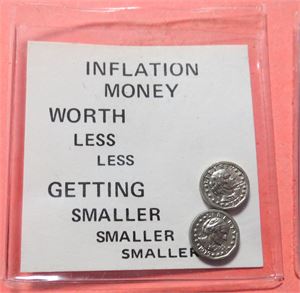 INFLATION
MONEY
WORTH
LESS
LESS
GETTING
SMALLER
SMALLER
SMALLER